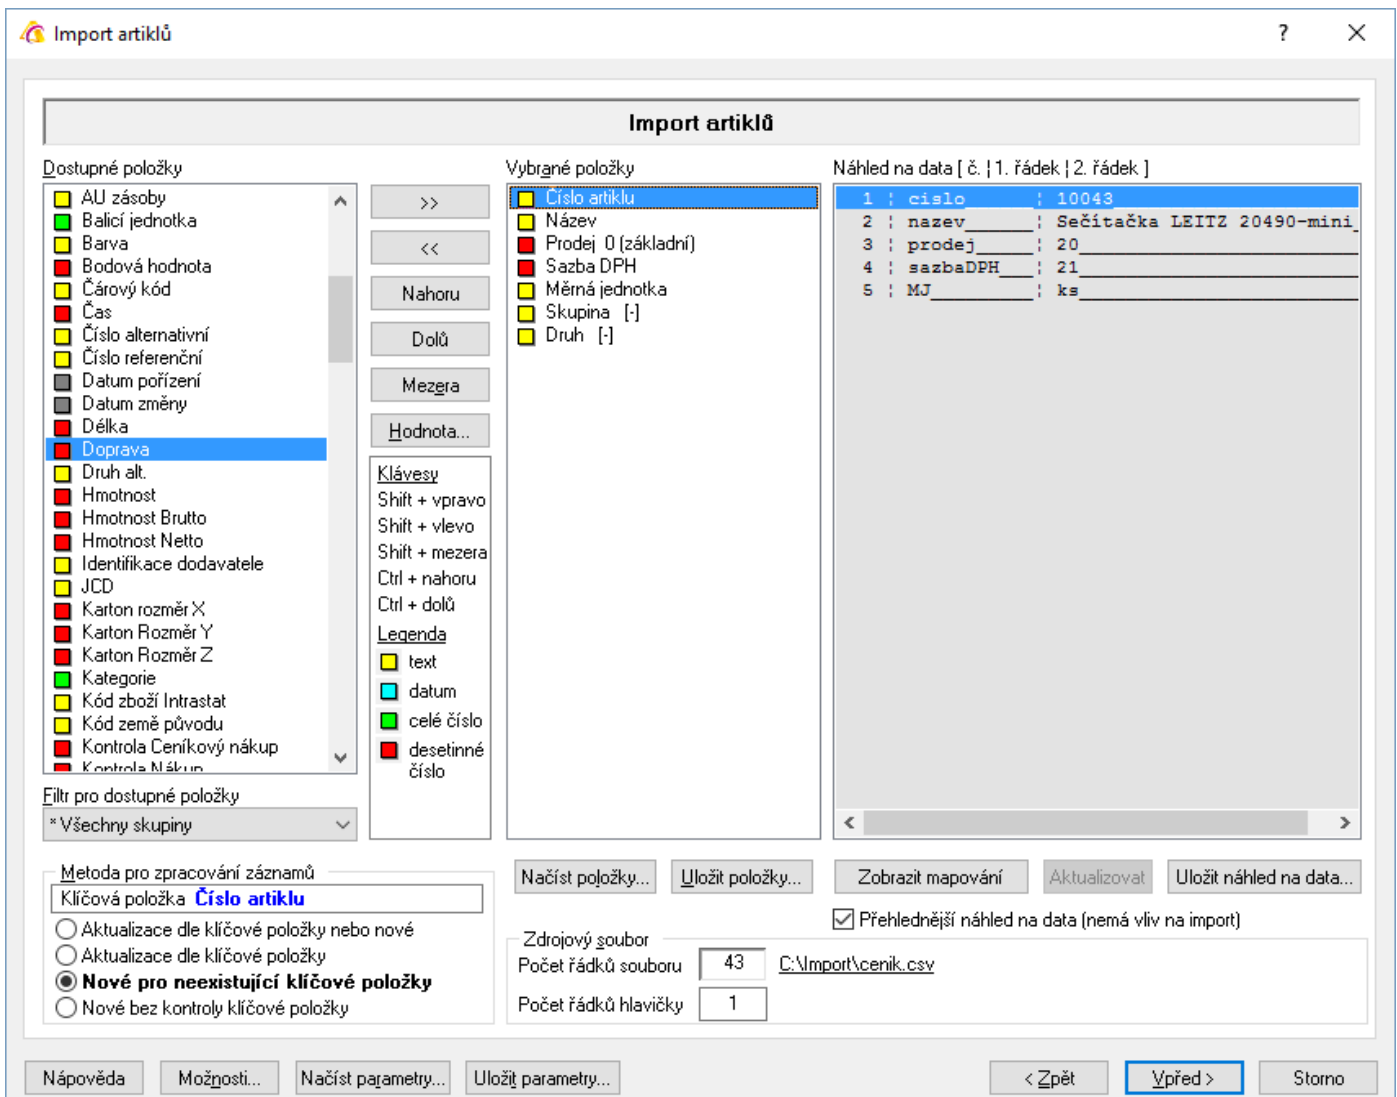 Import artiklů
?
Import artiklů
Dostupné položky
AU zásoby
Balicí jednotka
Barva
Bodová hodnota
Čárový kód
Čas
Číslo alternativní
Číslo referenční
Datum pořízení
Datum změny
Délka
Doprava
Druh alt.
Hmotnost
Hmotnost Brutto
Hmotnost Netto
Identifikace dodavatele
JCD
Karton rozměr X
Karton Rozměr Y
Karton Rozměr Z
Kategorie
Kód zboží Intrastat
Kód země původu
Kontrola Ceníkový nákup
Kontrola Nákup
Filtr pro dostupné položky
* Všechny skupiny
>>
<<
Nahoru
Dolů
Mezera
Hodnota...
Klávesy
Shift + vpravo
Shift + vlevo
Shift + mezera
Ctrl + nahoru
Ctrl + dolů
Legenda
text
datum
celé číslo
desetinné
číslo
Vybrané položky
Číslo artiklu
Název
Prodej 0 (základní)
Sazba DPH
Měrná jednotka
Skupina [-]
Druh [-]
Náhled na data [ č. ¦ 1. řádek ¦ 2. řádek ]
1 ¦ cislo______¦ 10043
2 ¦ nazev______¦ Sečítačka LEITZ 20490-mini_
3 ¦ prodej_____¦ 20
4 ¦ sazbaDPH___¦ 21
5 ¦ MJ_________¦ ks
Metoda pro zpracování záznamů
Klíčová položka Číslo artiklu
Aktualizace dle klíčové položky nebo nové
Aktualizace dle klíčové položky
Nové pro neexistující klíčové položky
Nové bez kontroly klíčové položky
Načíst položky...
Uložit položky...
Zobrazit mapování
Aktualizovat
Uložit náhled na data...
Přehlednější náhled na data (nemá vliv na import)
Zdrojový soubor
Počet řádků souboru 43 C:\Import\cenik.csv
Počet řádků hlavičky 1
Nápověda
Možnosti...
Načíst parametry...
Uložit parametry...
< Zpět
Vpřed >
Storno